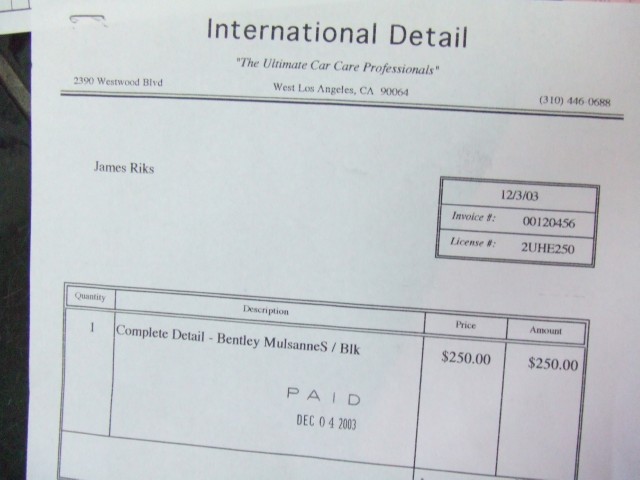 International Detail
"The Ultimate Car Care Professionals"
2390 Westwood Blvd West Los Angeles, CA 90064 (310) 446-0688
James Riks
12/3/03
Invoice #: 00120456
License #: 2UHE250
Quantity Description Price Amount
1 Complete Detail - Bentley MulsanneS / Blk $250.00 $250.00
PAID
DEC 04 2003